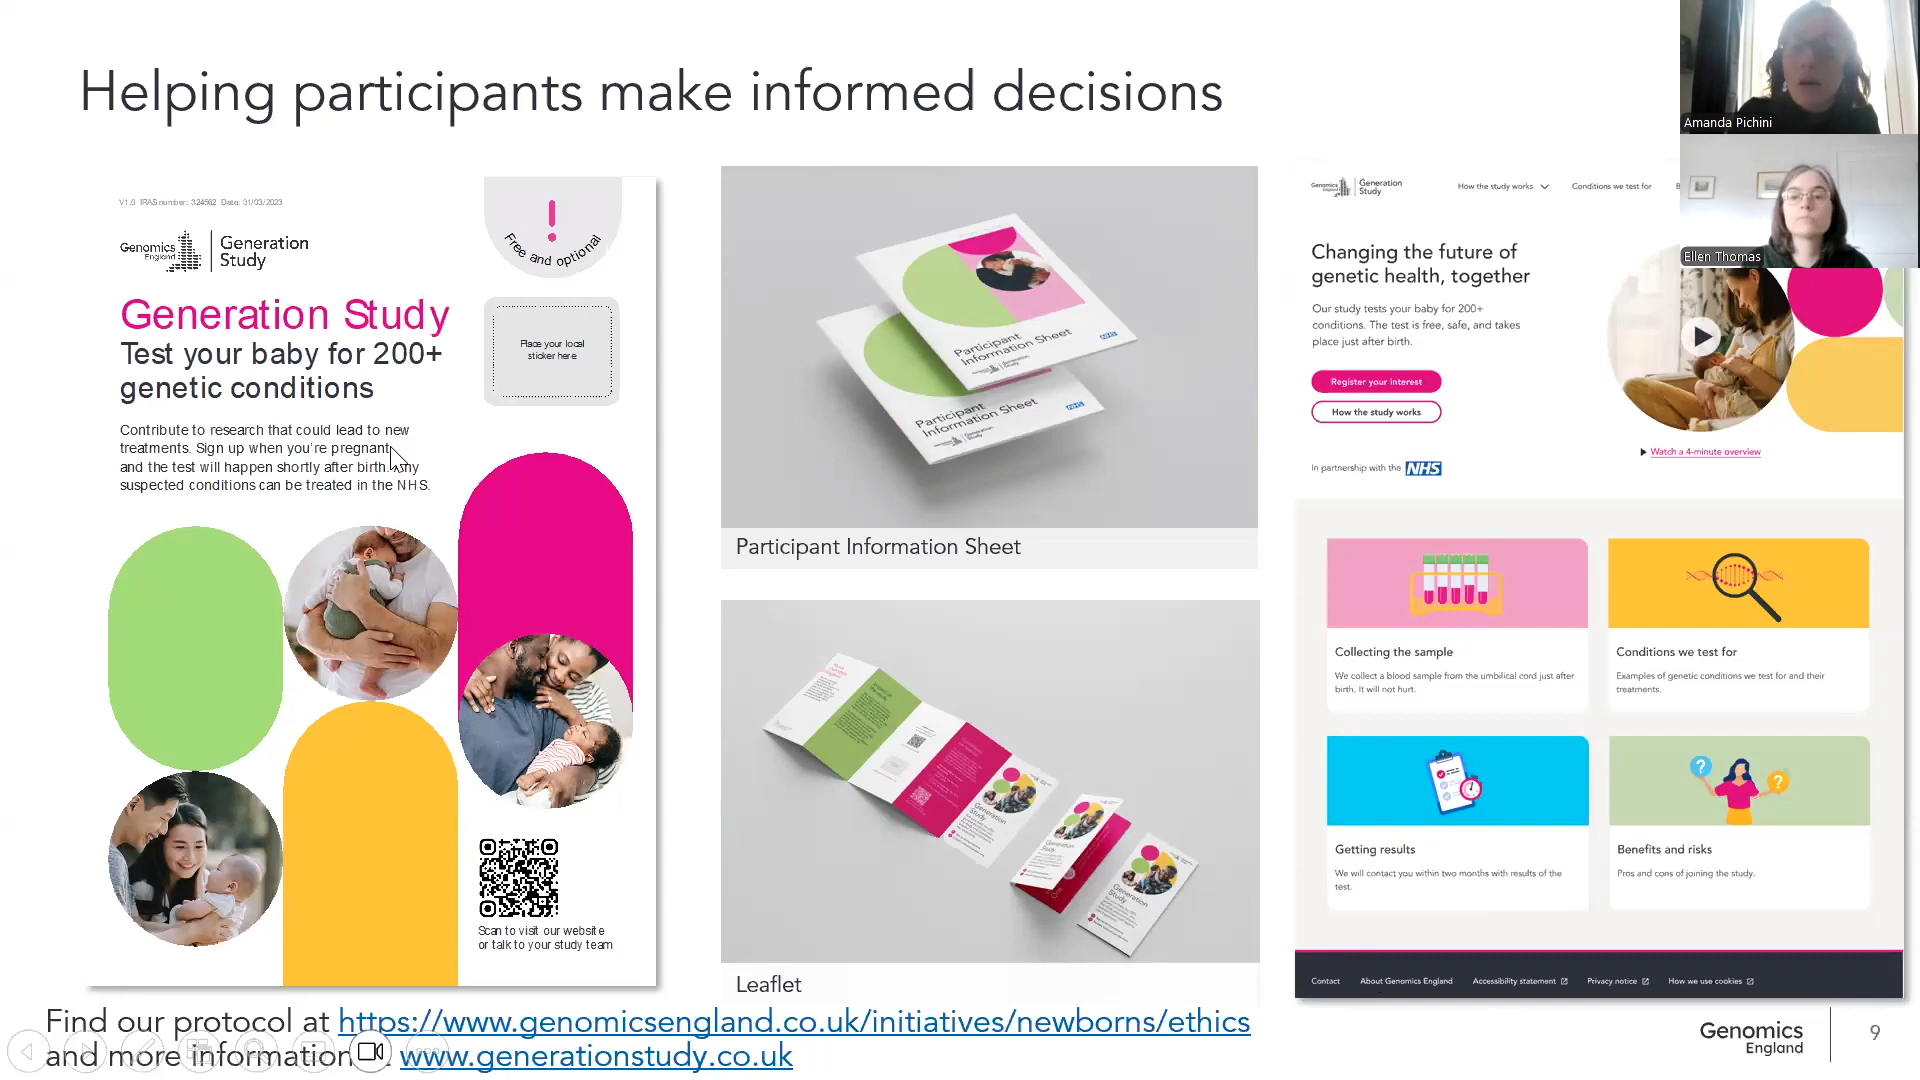 Helping participants make informed decisions
V1.0 IRAS number: 324562 Date: 31/03/2023
Genomics England
Generation Study
Free and optional
Generation Study
Test your baby for 200+
genetic conditions
Place your local
sticker here
Contribute to research that could lead to new
treatments. Sign up when you're pregnant
and the test will happen shortly after birth. Any
suspected conditions can be treated in the NHS.
Scan to visit our website
or talk to your study team
Participant
Information Sheet
NHS
Participant
Information Sheet
NHS
Participant Information Sheet
Generation
Study
Generation
Study
Generation
Study
Leaflet
Genomics England
Generation
Study
How the study works
Conditions we test for
Changing the future of
genetic health, together
Our study tests your baby for 200+
conditions. The test is free, safe, and takes
place just after birth.
Register your interest
How the study works
In partnership with the NHS
Watch a 4-minute overview
Collecting the sample
We collect a blood sample from the umbilical cord just after
birth. It will not hurt.
Conditions we test for
Examples of genetic conditions we test for and their
treatments.
Getting results
We will contact you within two months with results of the
test.
Benefits and risks
Pros and cons of joining the study.
Contact About Genomics England Accessibility statement Privacy notice How we use cookies
Amanda Pichini
Ellen Thomas
Find our protocol at https://www.genomicsengland.co.uk/initiatives/newborns/ethics
and more information www.generationstudy.co.uk
Genomics
England
9